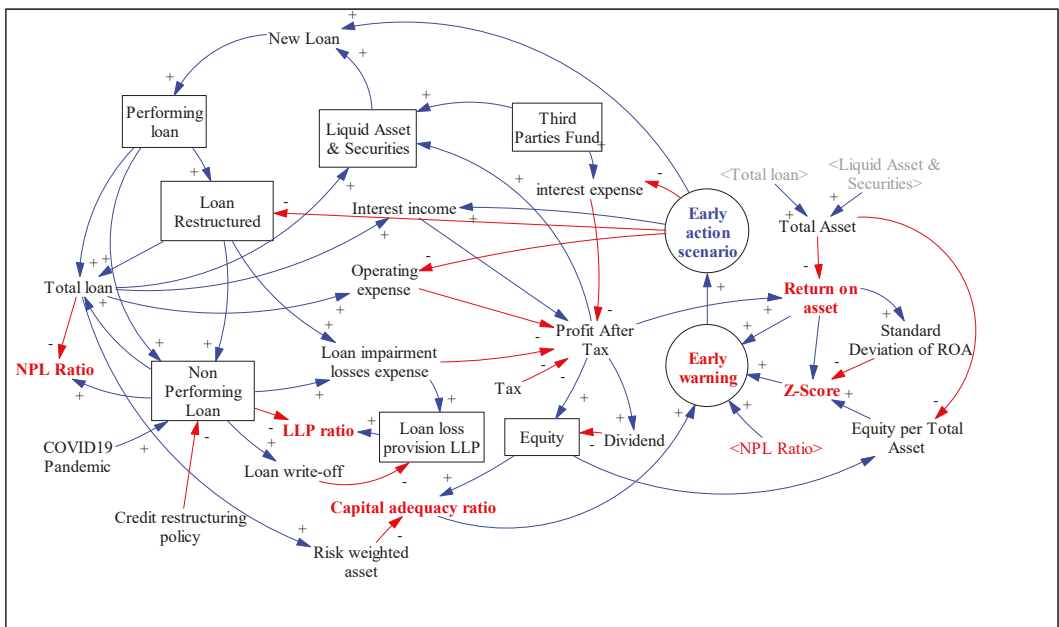 New Loan
Performing
loan
Liquid Asset
& Securities
Third
Parties Fund
<Total loan>
<Liquid Asset &
Securities>
Loan
Restructured
Interest income
interest expense
Early
action
scenario
Total Asset
Total loan
Operating
expense
Return on
asset
NPL Ratio
Non
Performing
Loan
Loan impairment
losses expense
Profit After
Tax
Tax
Early
warning
Standard
Deviation of ROA
Z-Score
COVID19
Pandemic
LLP ratio
Loan loss
provision LLP
Equity
Dividend
<NPL Ratio>
Equity per Total
Asset
Loan write-off
Credit restructuring
policy
Capital adequacy ratio
Risk weighted
asset